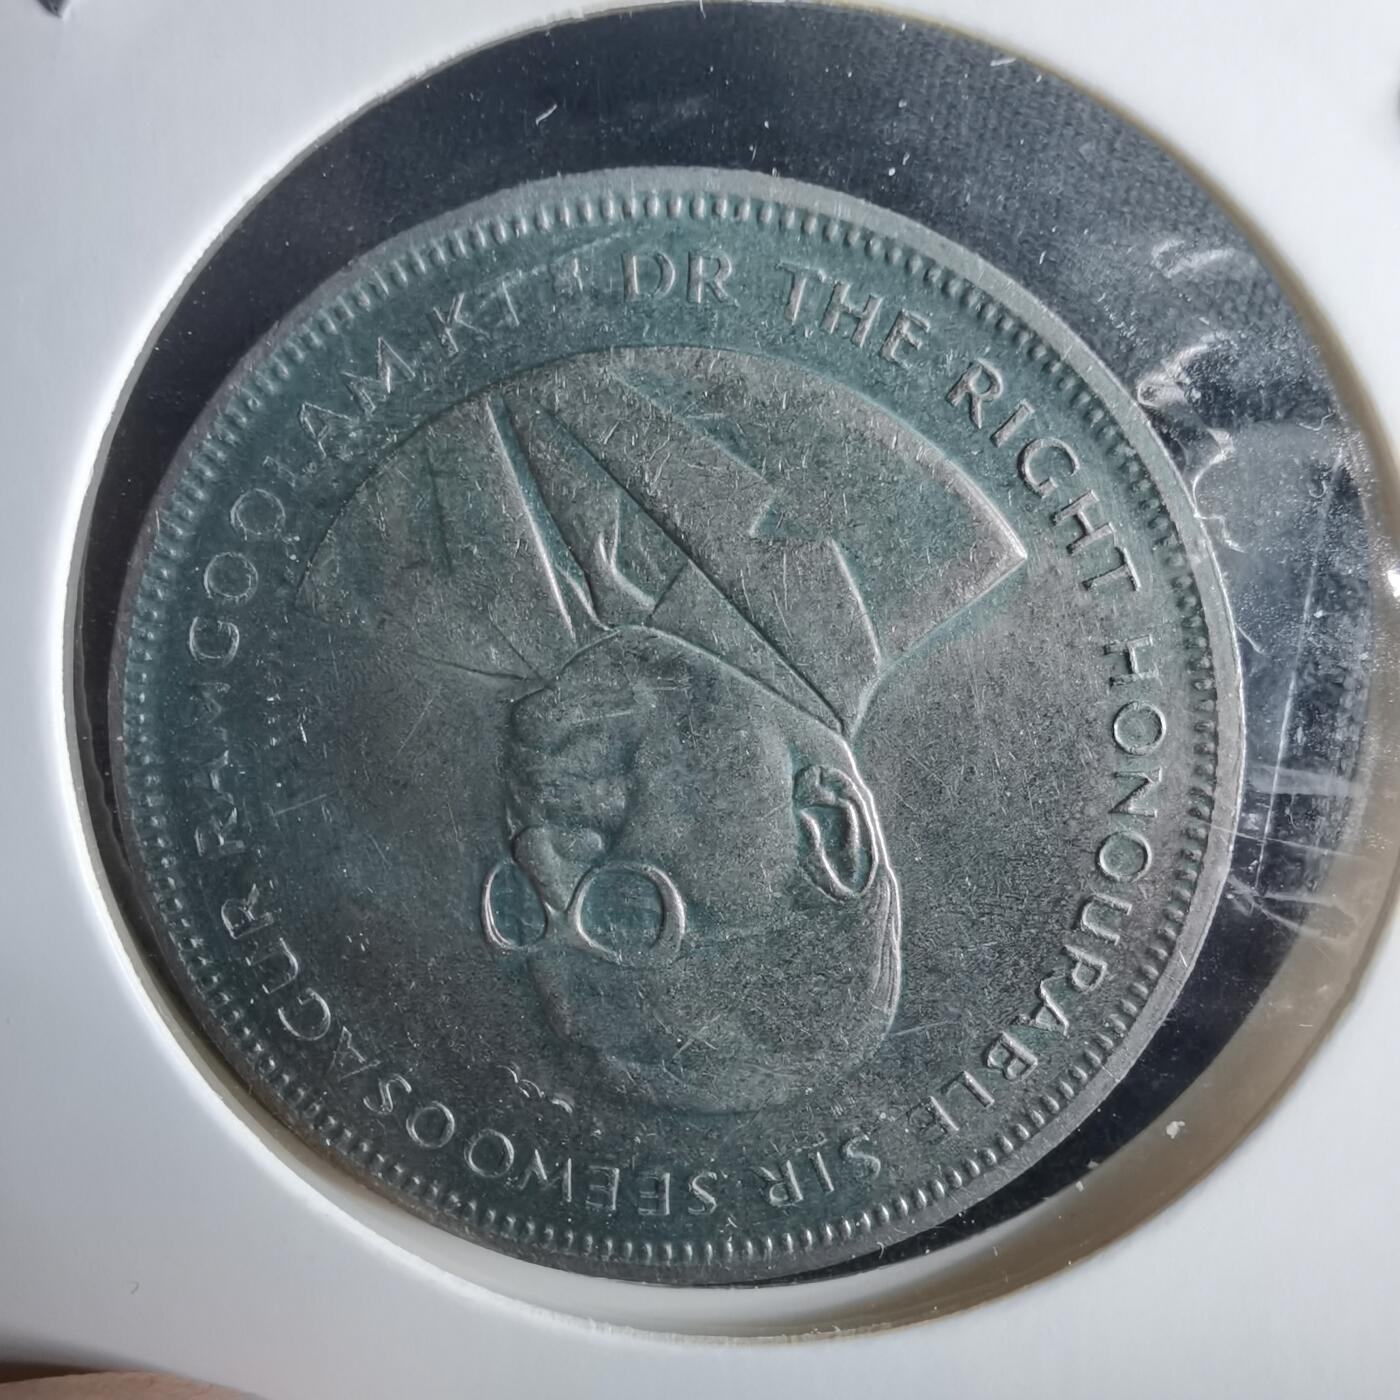 DR THE RIGHT HONOURABLE SIR SEEWOOSAGUR RAMGOOLAM KT